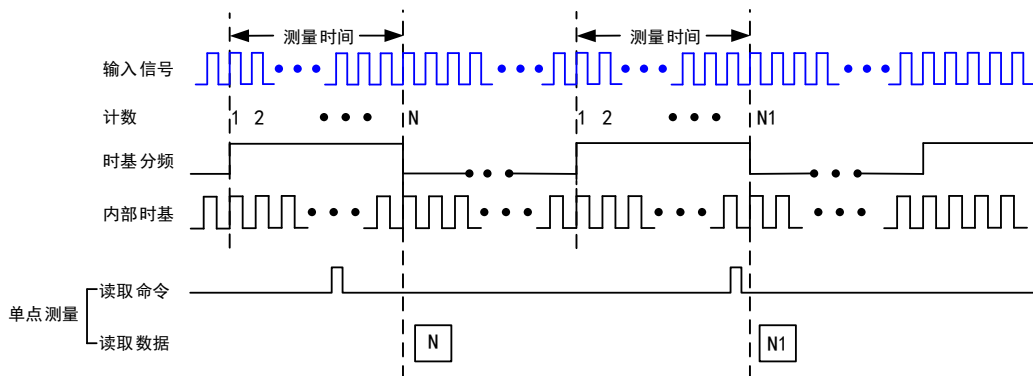 测量时间 测量时间
输入信号
计数 1 2 N 1 2 N1
时基分频
内部时基
读取命令
单点测量
读取数据 N N1